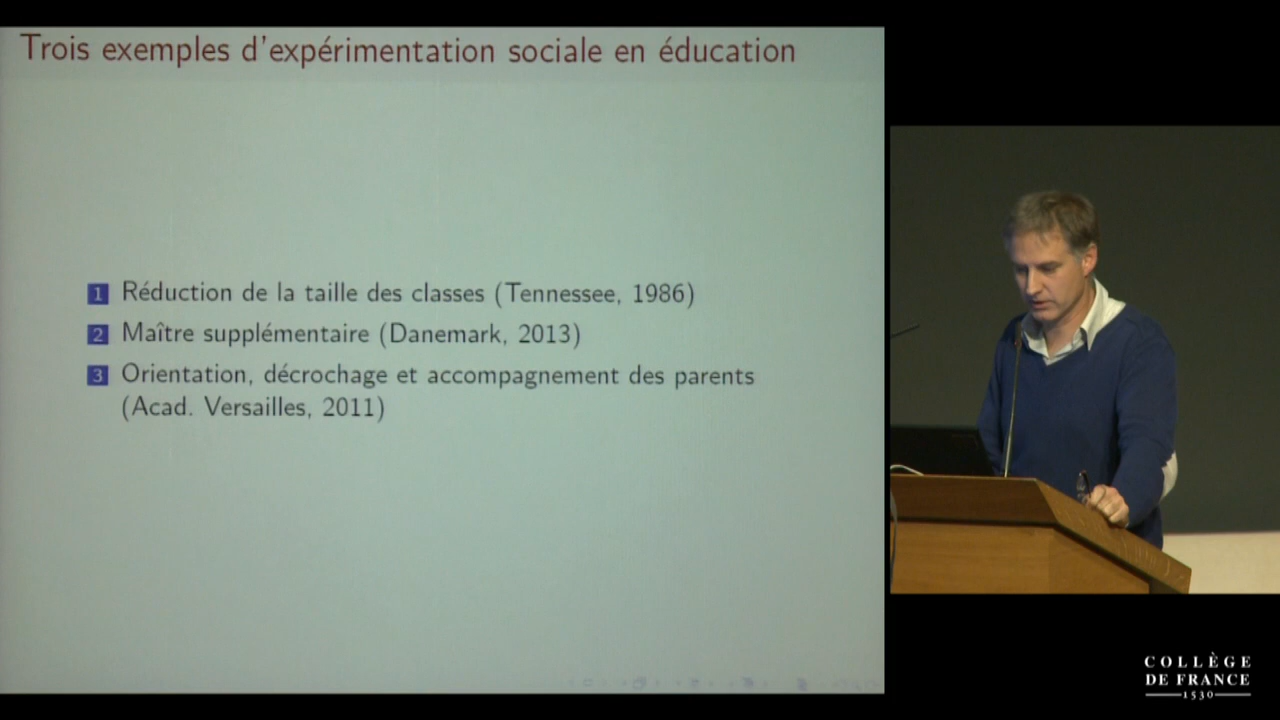 Trois exemples d'expérimentation sociale en éducation
1 Réduction de la taille des classes (Tennessee, 1986)
2 Maître supplémentaire (Danemark, 2013)
3 Orientation, décrochage et accompagnement des parents
(Acad. Versailles, 2011)
COLLÈGE
DE FRANCE
1530